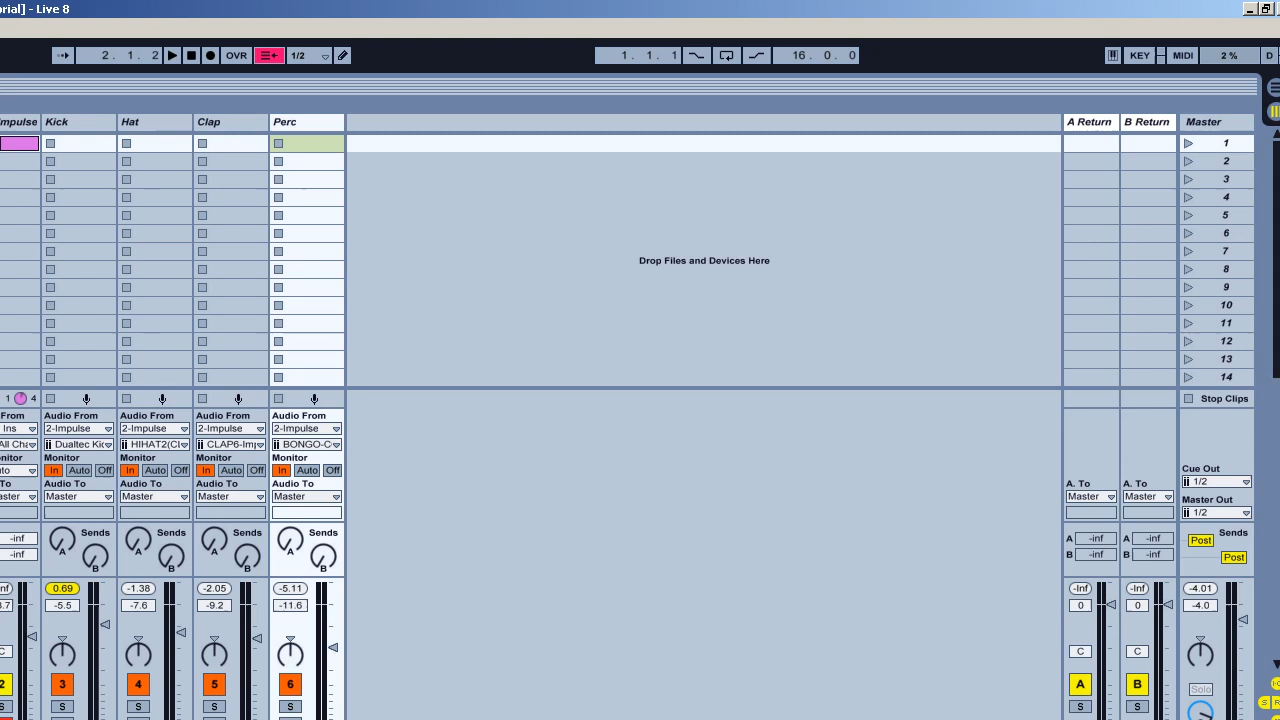 rial] - Live 8
2. 1. 2 OVR 1/2 1. 1. 1 16. 0. 0 KEY MIDI 2 % D
Impulse Kick Hat Clap Perc A Return B Return Master
1
2
3
4
5
6
7
8
9
10
11
12
13
14
Drop Files and Devices Here
1 4 Stop Clips
From Audio From Audio From Audio From Audio From
Ins 2-Impulse 2-Impulse 2-Impulse 2-Impulse
All Cha Dualtec Kic HIHAT2(CL CLAP6-Imp BONGO-C
Monitor Monitor Monitor Monitor
In Auto Off In Auto Off In Auto Off In Auto Off
Cue Out
1/2
To Audio To Audio To Audio To Audio To A. To A. To
Master Master Master Master Master Master Master
Master Out
1/2
Sends Sends Sends Sends Sends
-inf A B A B A B A B A -inf A -inf Post
-inf B -inf B -inf Post
0.69 -1.38 -2.05 -5.11 -Inf -Inf -4.01
-5.5 -7.6 -9.2 -11.6 0 0 -4.0
C C C
2 3 4 5 6 A B Solo
S S S S S S